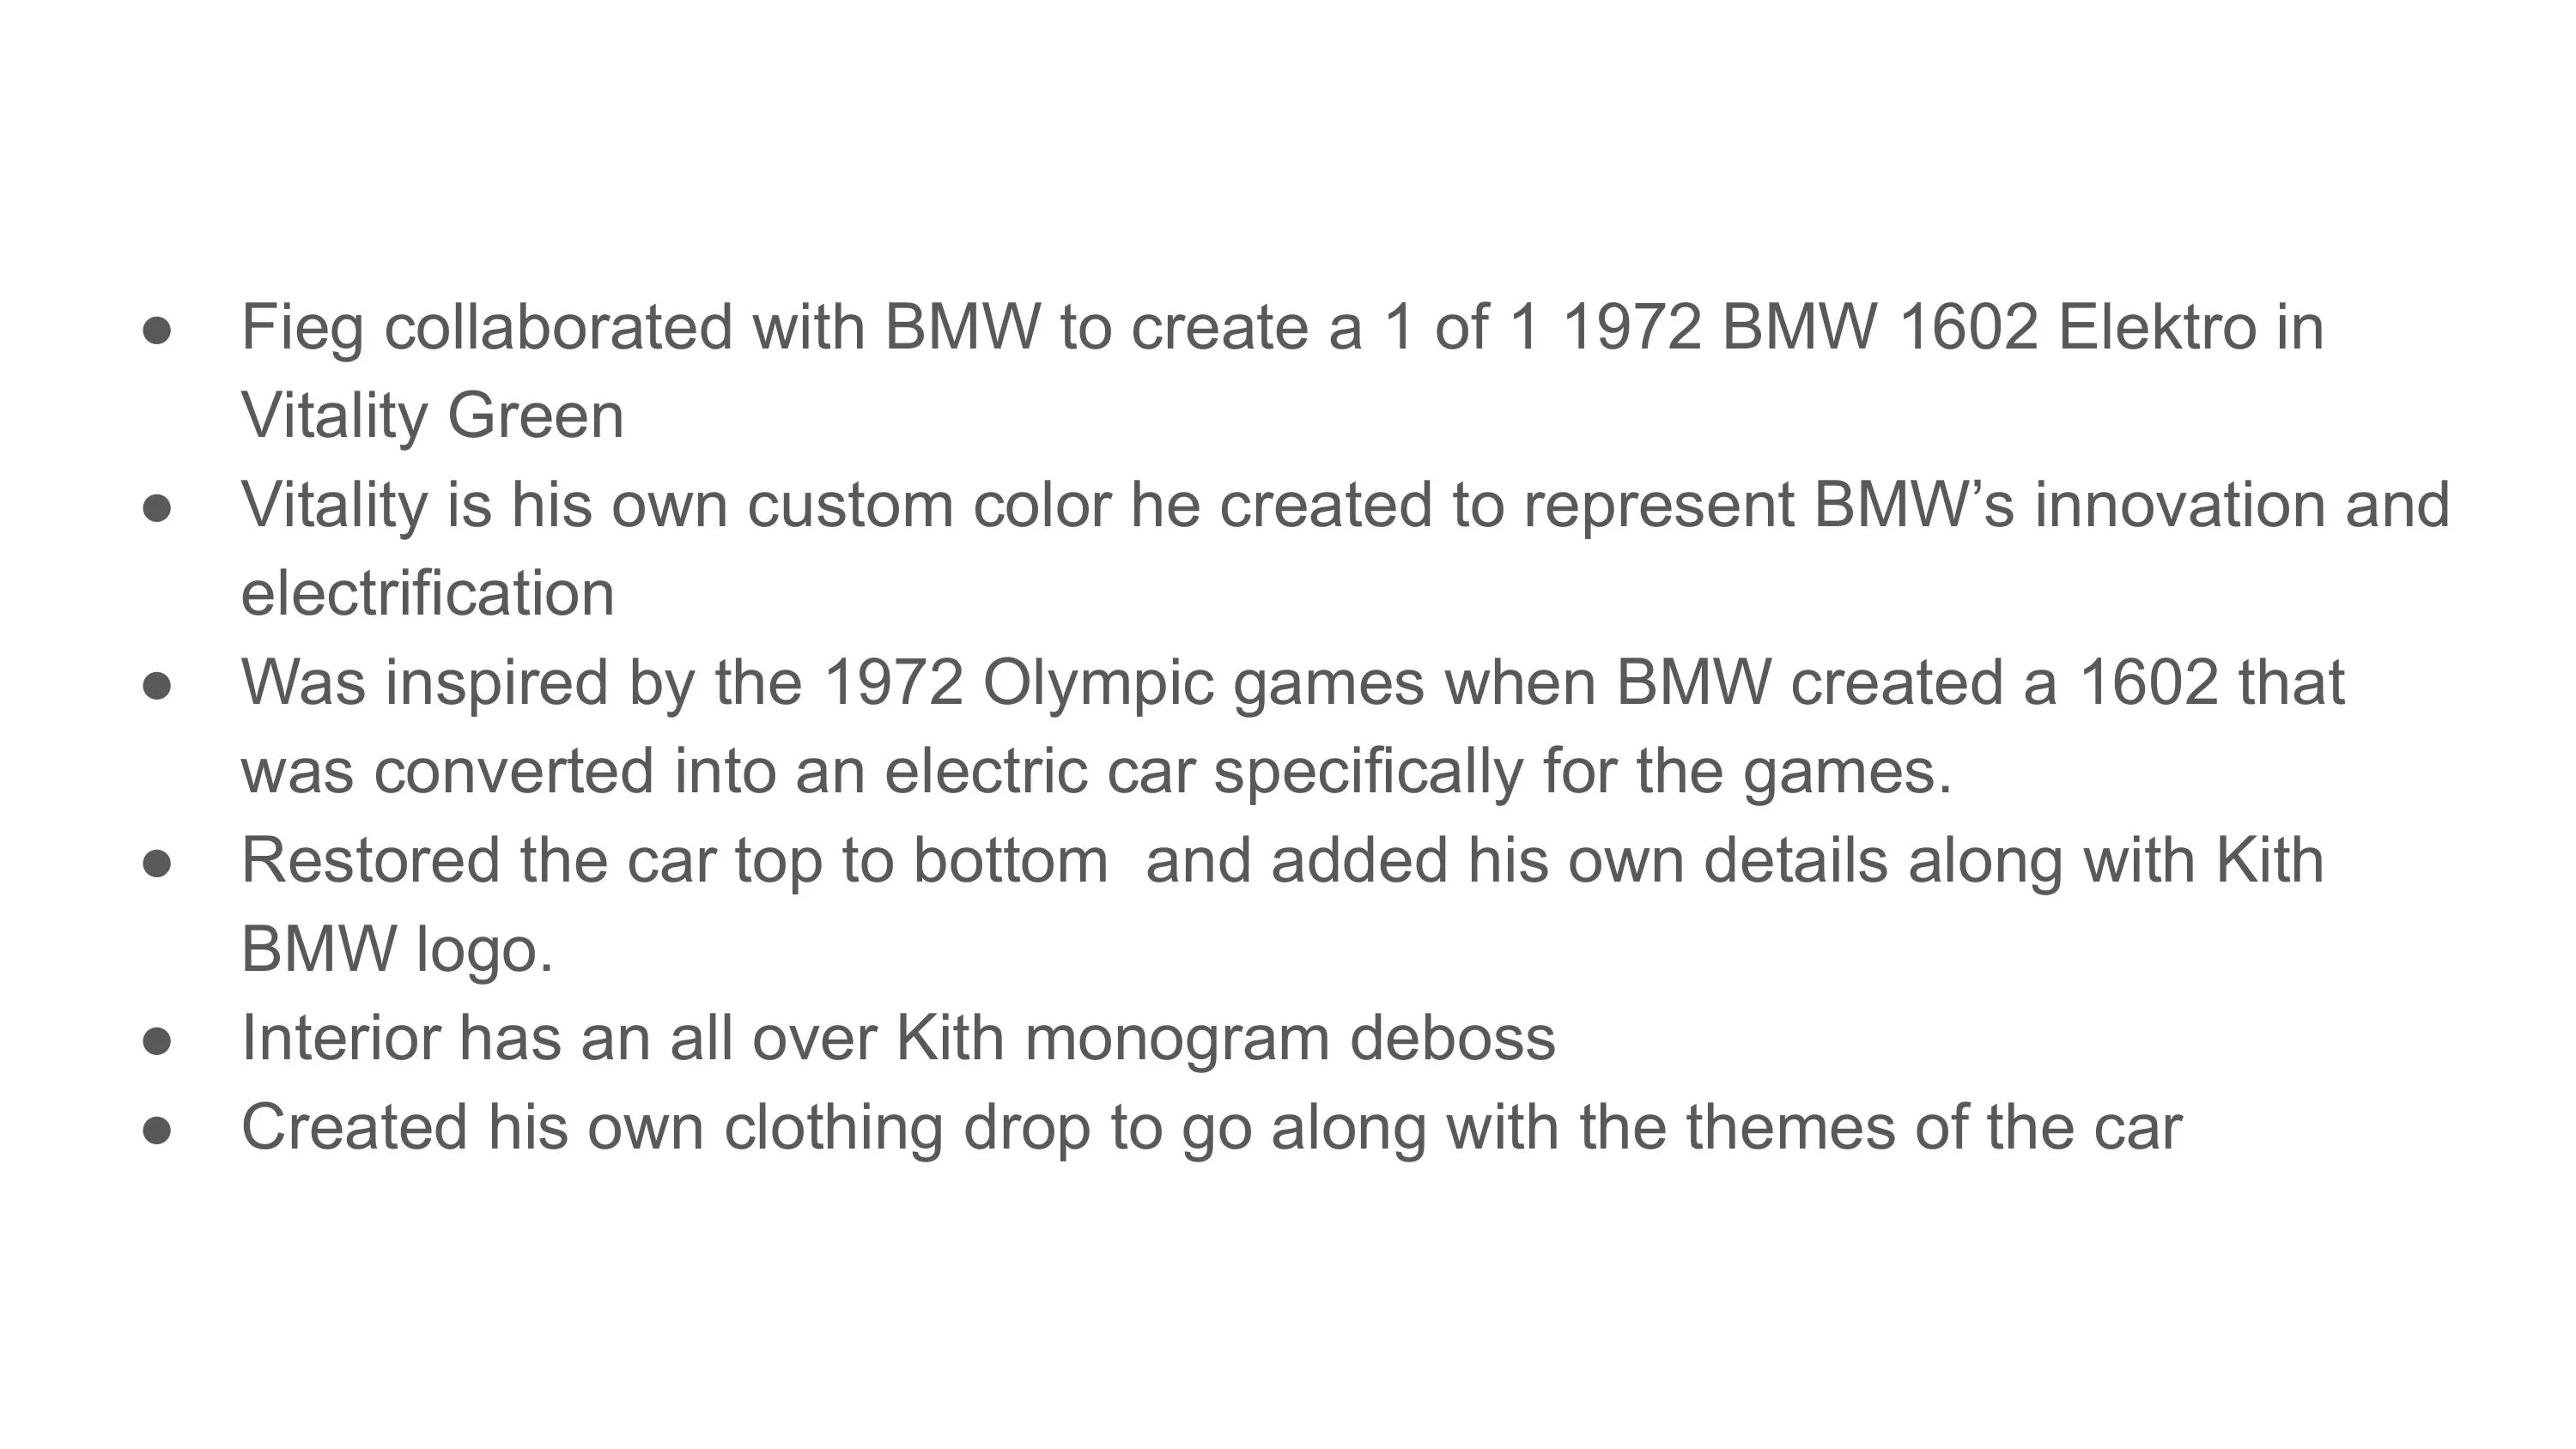 ● Fieg collaborated with BMW to create a 1 of 1 1972 BMW 1602 Elektro in
Vitality Green
● Vitality is his own custom color he created to represent BMW’s innovation and
electrification
● Was inspired by the 1972 Olympic games when BMW created a 1602 that
was converted into an electric car specifically for the games.
● Restored the car top to bottom  and added his own details along with Kith
BMW logo.
● Interior has an all over Kith monogram deboss
● Created his own clothing drop to go along with the themes of the car